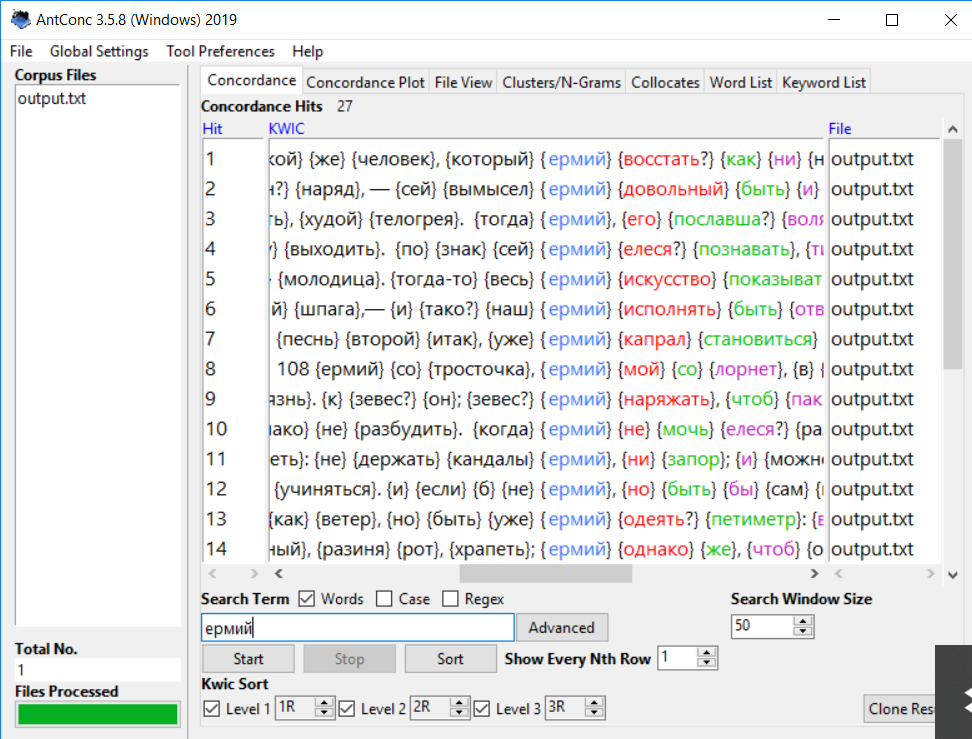 AntConc 3.5.8 (Windows) 2019
File Global Settings Tool Preferences Help
Corpus Files
output.txt
Concordance Concordance Plot File View Clusters/N-Grams Collocates Word List Keyword List
Concordance Hits 27
Hit KWIC File
1 кой} {же} {человек}, {который} {ермий} {восстать?} {как} {ни} {н output.txt
2 н?} {наряд}, — {сей} {вымысел} {ермий} {довольный} {быть} {и} output.txt
3 ть}, {худой} {телогрея}. {тогда} {ермий}, {его} {пославша?} {воля output.txt
4 } {выходить}. {по} {знак} {сей} {ермий} {елеся?} {познавать}, {ти output.txt
5 {молодица}. {тогда-то} {весь} {ермий} {искусство} {показыват output.txt
6 й} {шпага},— {и} {тако?} {наш} {ермий} {исполнять} {быть} {отв output.txt
7 {песнь} {второй} {итак}, {уже} {ермий} {капрал} {становиться} output.txt
8 108 {ермий} {со} {тросточка}, {ермий} {мой} {со} {лорнет}, {в} { output.txt
9 язнь}. {к} {зевес?} {он}; {зевес?} {ермий} {наряжать}, {чтоб} {пак output.txt
10 нако} {не} {разбудить}. {когда} {ермий} {не} {мочь} {елеся?} {ра output.txt
11 еть}: {не} {держать} {кандалы} {ермий}, {ни} {запор}; {и} {можно output.txt
12 {учиняться}. {и} {если} {б} {не} {ермий}, {но} {быть} {бы} {сам} { output.txt
13 {как} {ветер}, {но} {быть} {уже} {ермий} {одеять?} {петиметр}: {в output.txt
14 ный}, {разиня} {рот}, {храпеть}; {ермий} {однако} {же}, {чтоб} {о output.txt
Search Term Words Case Regex Search Window Size
ермий Advanced 50
Start Stop Sort Show Every Nth Row 1
Total No.
1
Files Processed
Kwic Sort
Level 1 1R Level 2 2R Level 3 3R Clone Res